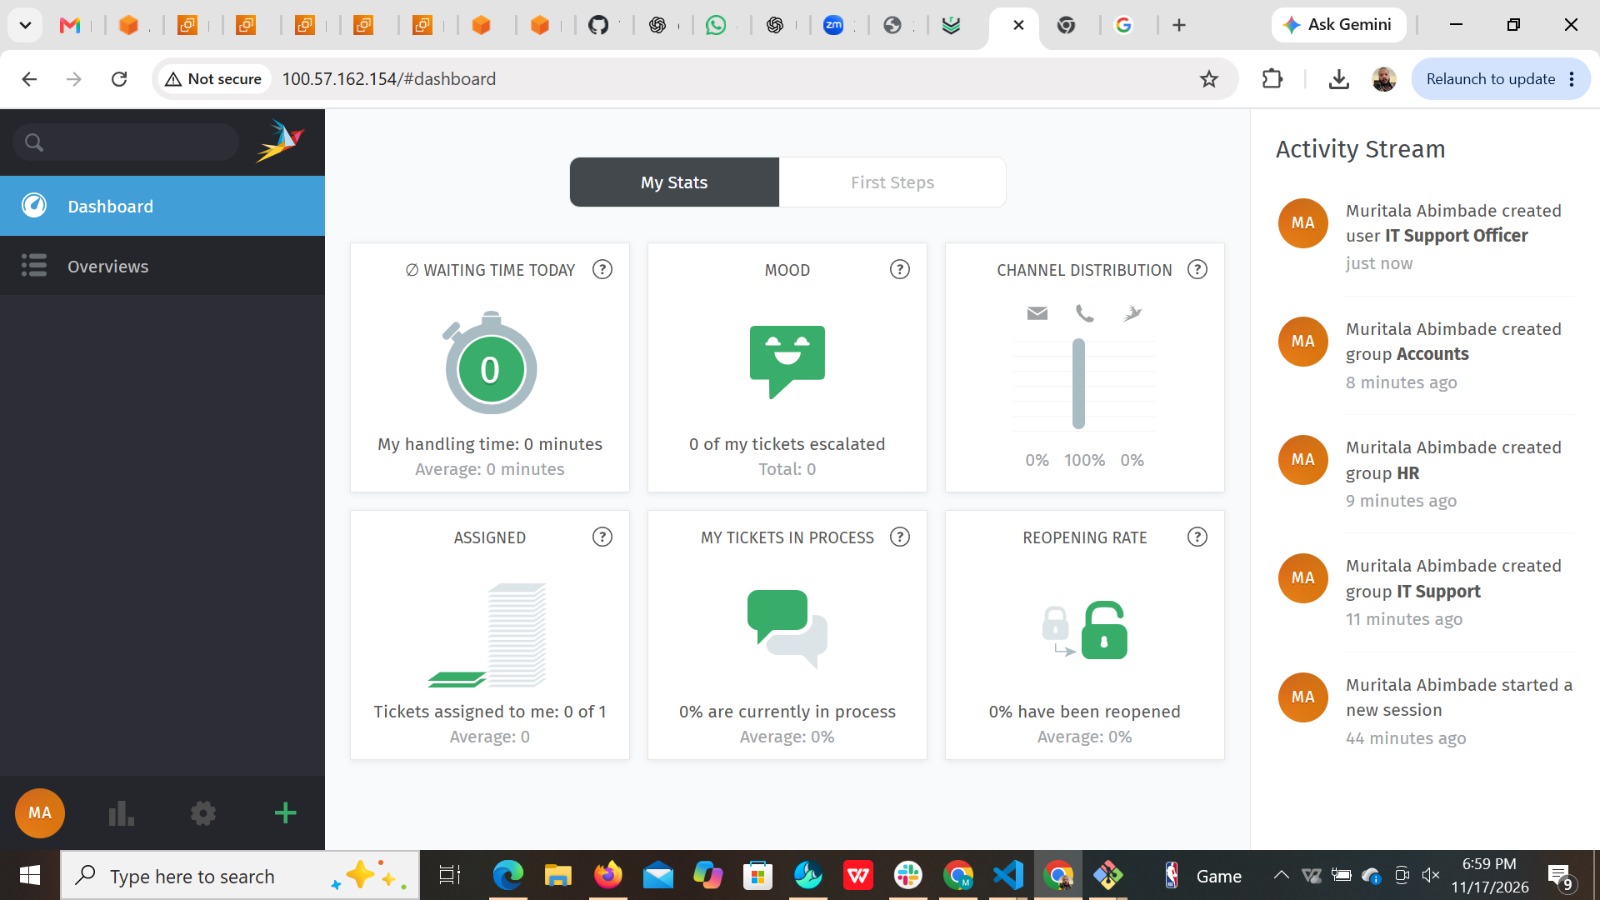 Ask Gemini
Not secure
100.57.162.154/#dashboard
Relaunch to update
Dashboard
Overviews
MA
My Stats
First Steps
∅ WAITING TIME TODAY
?
0
My handling time: 0 minutes
Average: 0 minutes
MOOD
?
0 of my tickets escalated
Total: 0
CHANNEL DISTRIBUTION
?
0% 100% 0%
ASSIGNED
?
Tickets assigned to me: 0 of 1
Average: 0
MY TICKETS IN PROCESS
?
0% are currently in process
Average: 0%
REOPENING RATE
?
0% have been reopened
Average: 0%
Activity Stream
MA
Muritala Abimbade created
user IT Support Officer
just now
MA
Muritala Abimbade created
group Accounts
8 minutes ago
MA
Muritala Abimbade created
group HR
9 minutes ago
MA
Muritala Abimbade created
group IT Support
11 minutes ago
MA
Muritala Abimbade started a
new session
44 minutes ago
Type here to search
Game
6:59 PM
11/17/2026
9